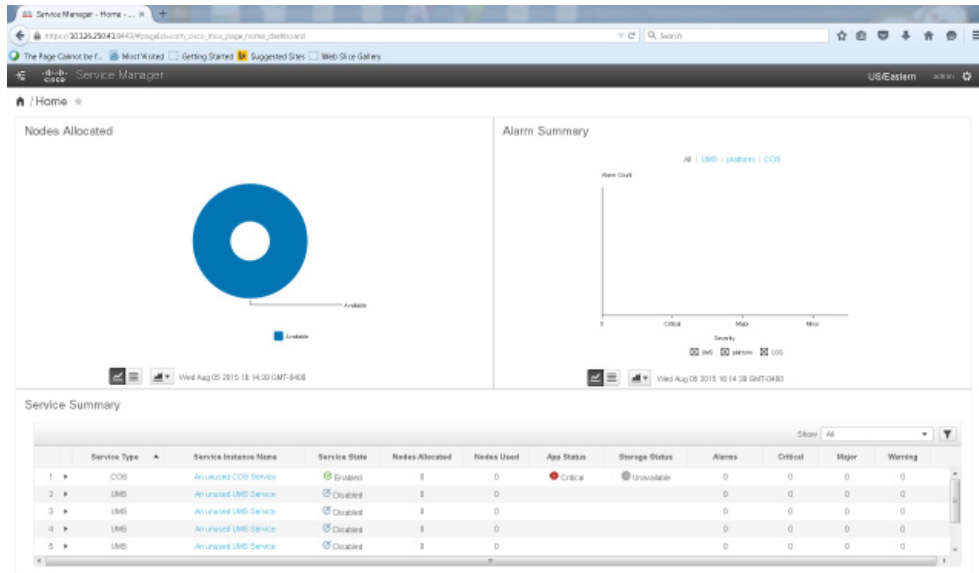 Service Manager - Home - ...
https://10.126.250.41:8443/#pageId=com_cisco_mos_page_home_dashboard
Search
The Page Cannot be f... Most Visited Getting Started Suggested Sites Web Slice Gallery
cisco Service Manager US/Eastern admin
/ Home
Nodes Allocated
Available
Available
Wed Aug 05 2015 10:14:39 GMT-0400
Alarm Summary
All | UMS | platform | COS
Alarm Count
0 Critical Major Minor
Severity
UMS platform COS
Wed Aug 05 2015 10:14:39 GMT-0400
Service Summary
Show All
Service Type Service Instance Name Service State Nodes Allocated Nodes Used App Status Storage Status Alarms Critical Major Warning
1 COS An unused COS Service Enabled 0 Critical Unavailable 0 0 0 0
2 UMS An unused UMS Service Disabled 0 0 0 0 0
3 UMS An unused UMS Service Disabled 0 0 0 0 0
4 UMS An unused UMS Service Disabled 0 0 0 0 0
5 UMS An unused UMS Service Disabled 0 0 0 0 0